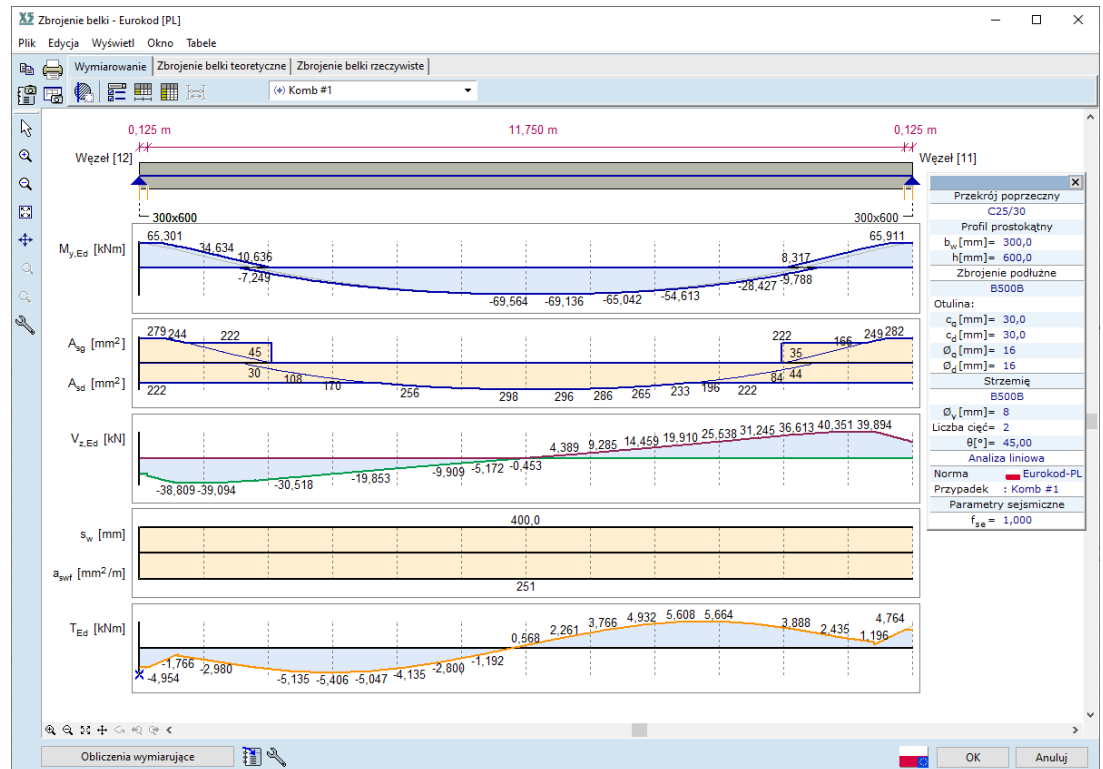 Zbrojenie belki - Eurokod [PL]
Plik Edycja Wyświetl Okno Tabele
Wymiarowanie Zbrojenie belki teoretyczne Zbrojenie belki rzeczywiste
(+) Komb #1
0,125 m 11,750 m 0,125 m
Węzeł [12] Węzeł [11]
300x600 300x600
My,Ed [kNm]
65,301 34,634 10,636 8,317 65,911
-7,249 -69,564 -69,136 -65,042 -54,613 -28,427 -9,788
Asg [mm2]
279 244 222 45 222 35 166 249 282
Asd [mm2]
222 30 108 170 256 298 296 286 265 233 196 222 84 44
Vz,Ed [kN]
4,389 9,285 14,459 19,910 25,538 31,245 36,613 40,351 39,894
-38,809 -39,094 -30,518 -19,853 -9,909 -5,172 -0,453
400,0
sw [mm]
aswf [mm2/m]
251
TEd [kNm]
0,568 2,261 3,766 4,932 5,608 5,664 3,888 2,435 1,196 4,764
-4,954 -1,766 -2,980 -5,135 -5,406 -5,047 -4,135 -2,800 -1,192
Przekrój poprzeczny
C25/30
Profil prostokątny
bw[mm]= 300,0
h[mm]= 600,0
Zbrojenie podłużne
B500B
Otulina:
cg[mm]= 30,0
cd[mm]= 30,0
Øg[mm]= 16
Ød[mm]= 16
Strzemię
B500B
Øv[mm]= 8
Liczba cięć= 2
θ[°]= 45,00
Analiza liniowa
Norma Eurokod-PL
Przypadek : Komb #1
Parametry sejsmiczne
fse = 1,000
Obliczenia wymiarujące OK Anuluj